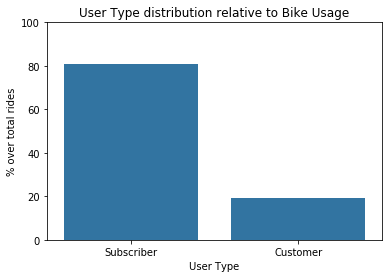 User Type distribution relative to Bike Usage
100
80
60
40
20
0
% over total rides
Subscriber
Customer
User Type